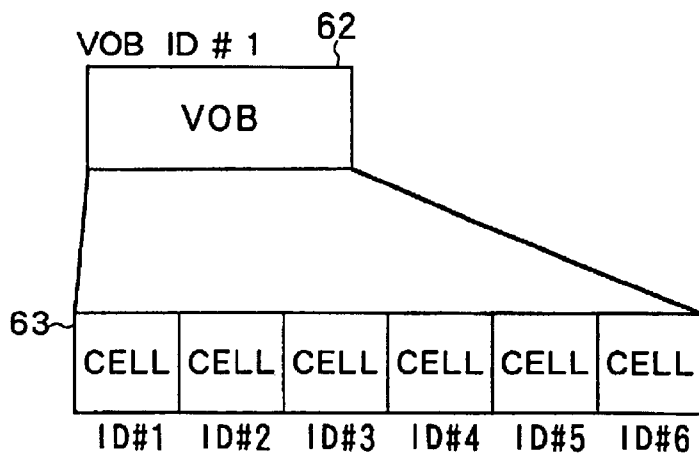 VOB ID # 1 62
VOB
63
CELL CELL CELL CELL CELL CELL
ID#1 ID#2 ID#3 ID#4 ID#5 ID#6